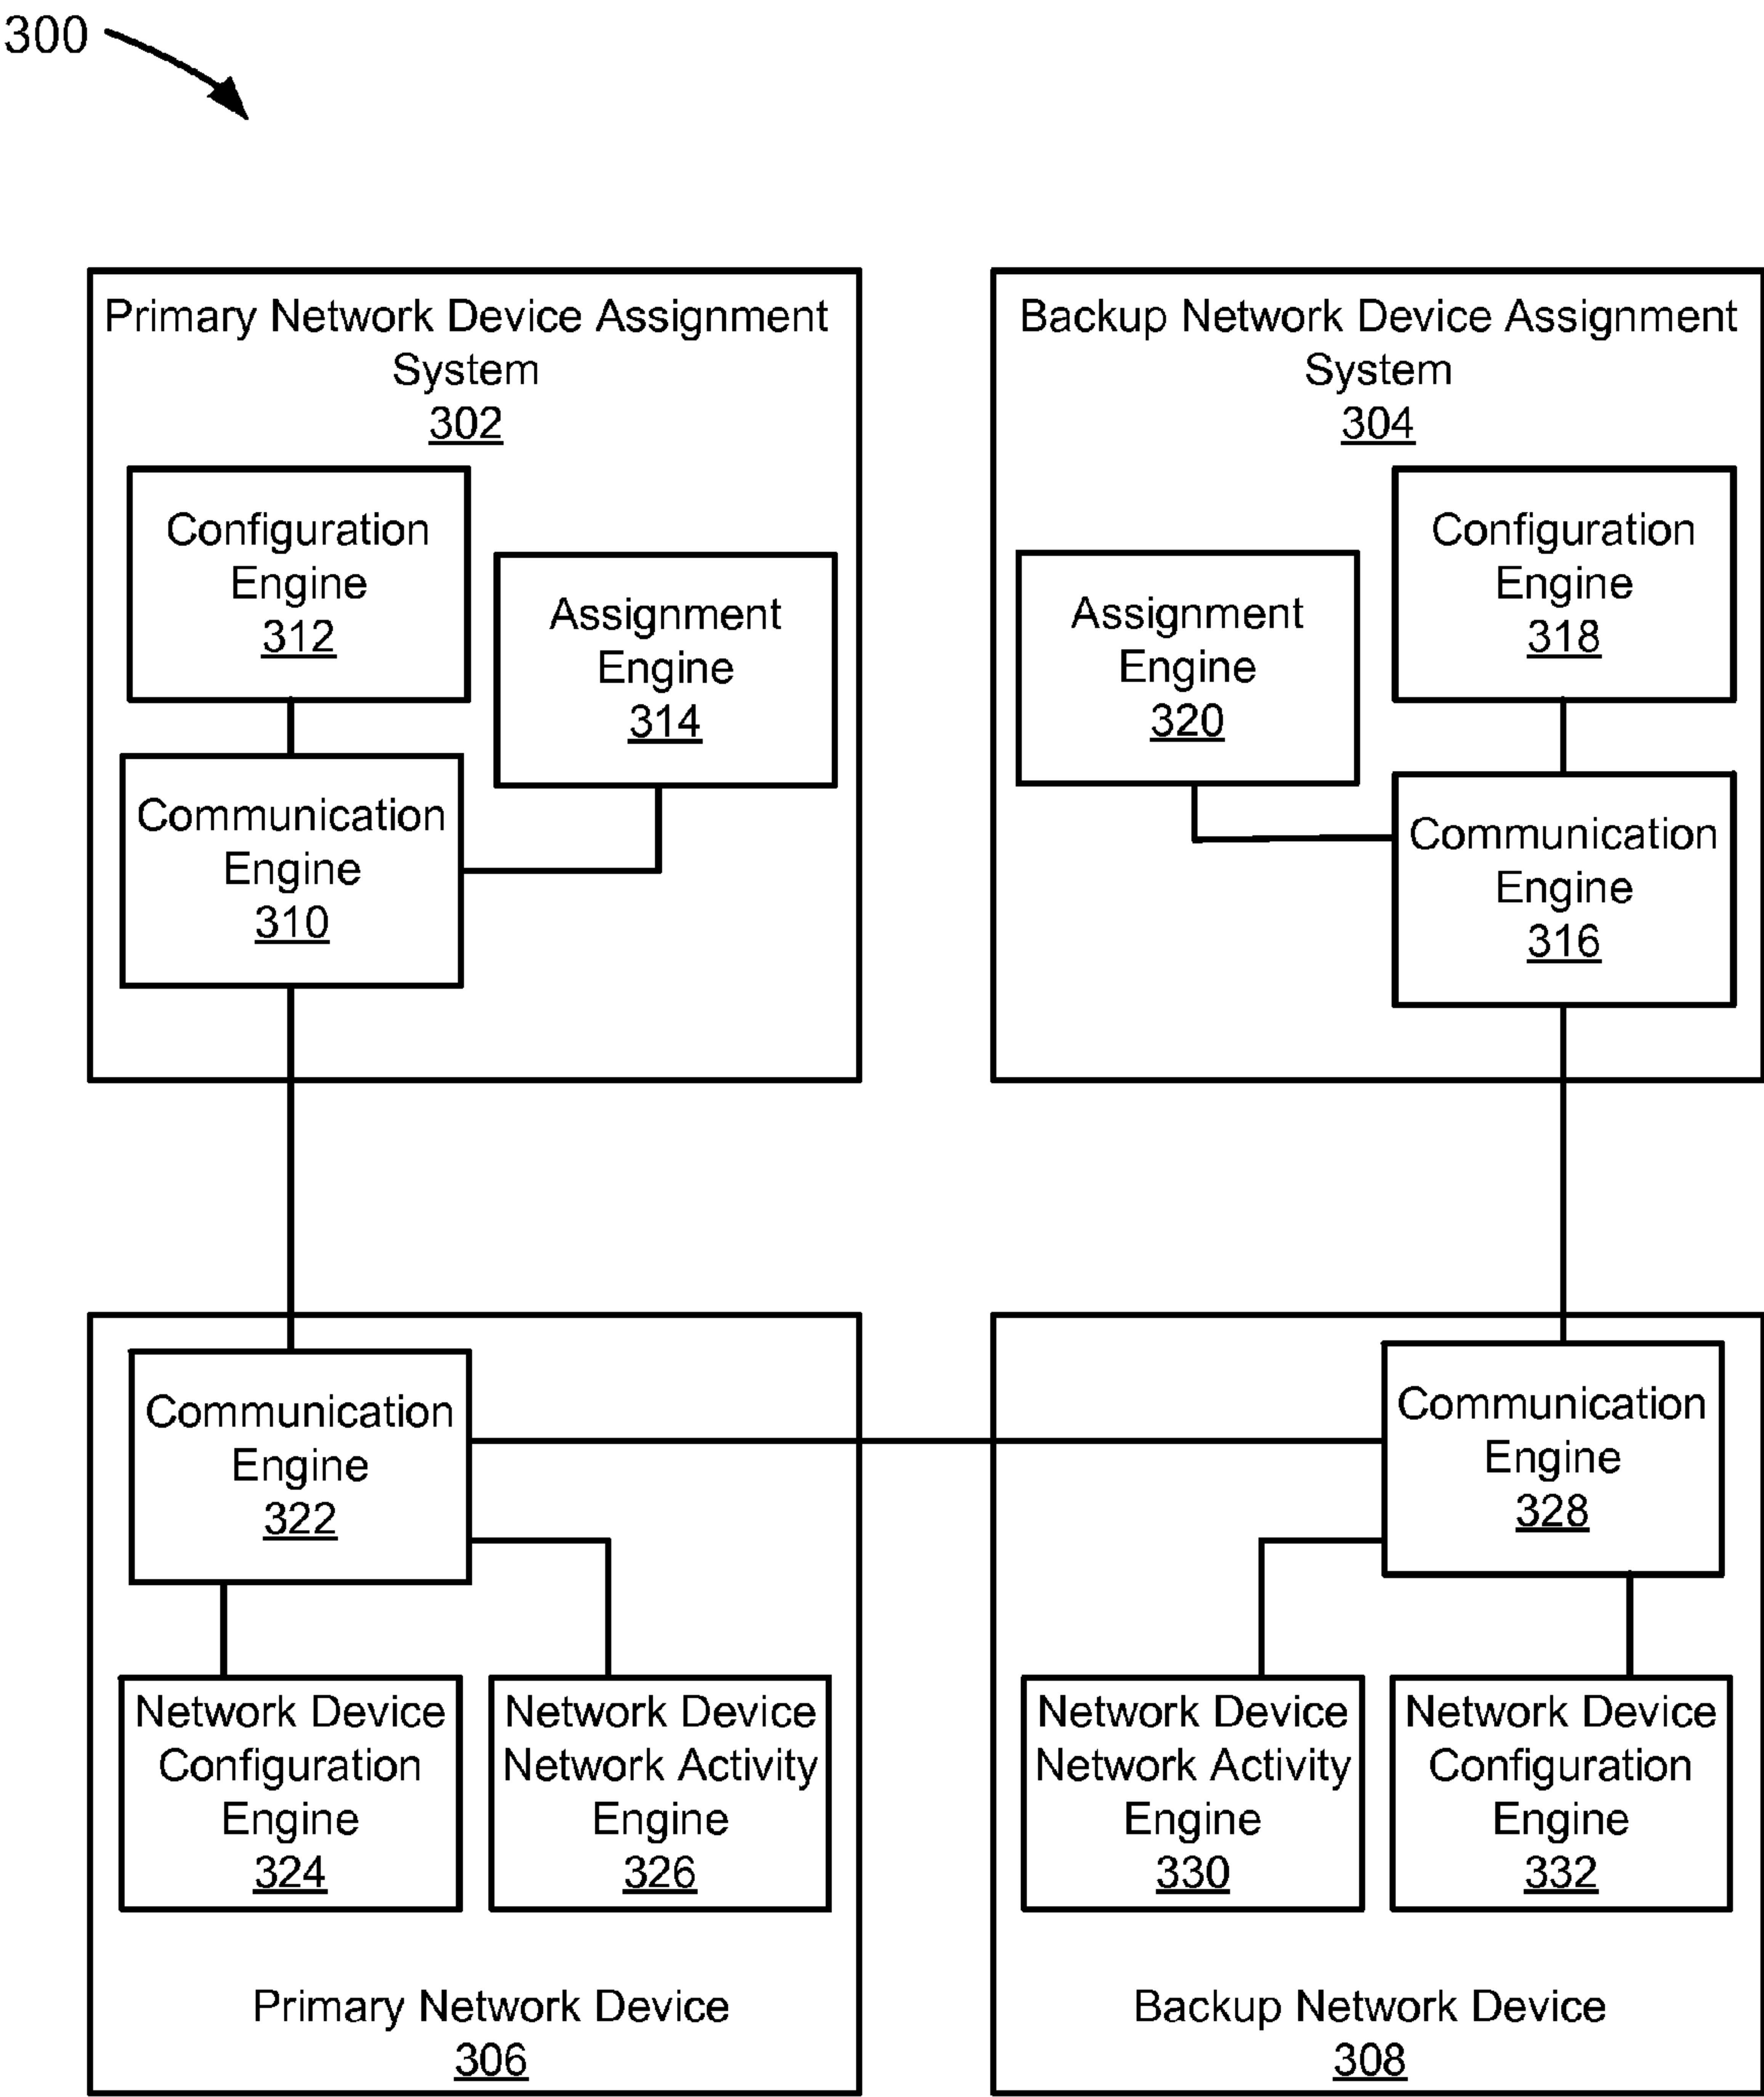 300
Primary Network Device Assignment
System
302
Configuration
Engine
312
Assignment
Engine
314
Communication
Engine
310
Backup Network Device Assignment
System
304
Assignment
Engine
320
Configuration
Engine
318
Communication
Engine
316
Communication
Engine
322
Network Device
Configuration
Engine
324
Network Device
Network Activity
Engine
326
Primary Network Device
306
Communication
Engine
328
Network Device
Network Activity
Engine
330
Network Device
Configuration
Engine
332
Backup Network Device
308